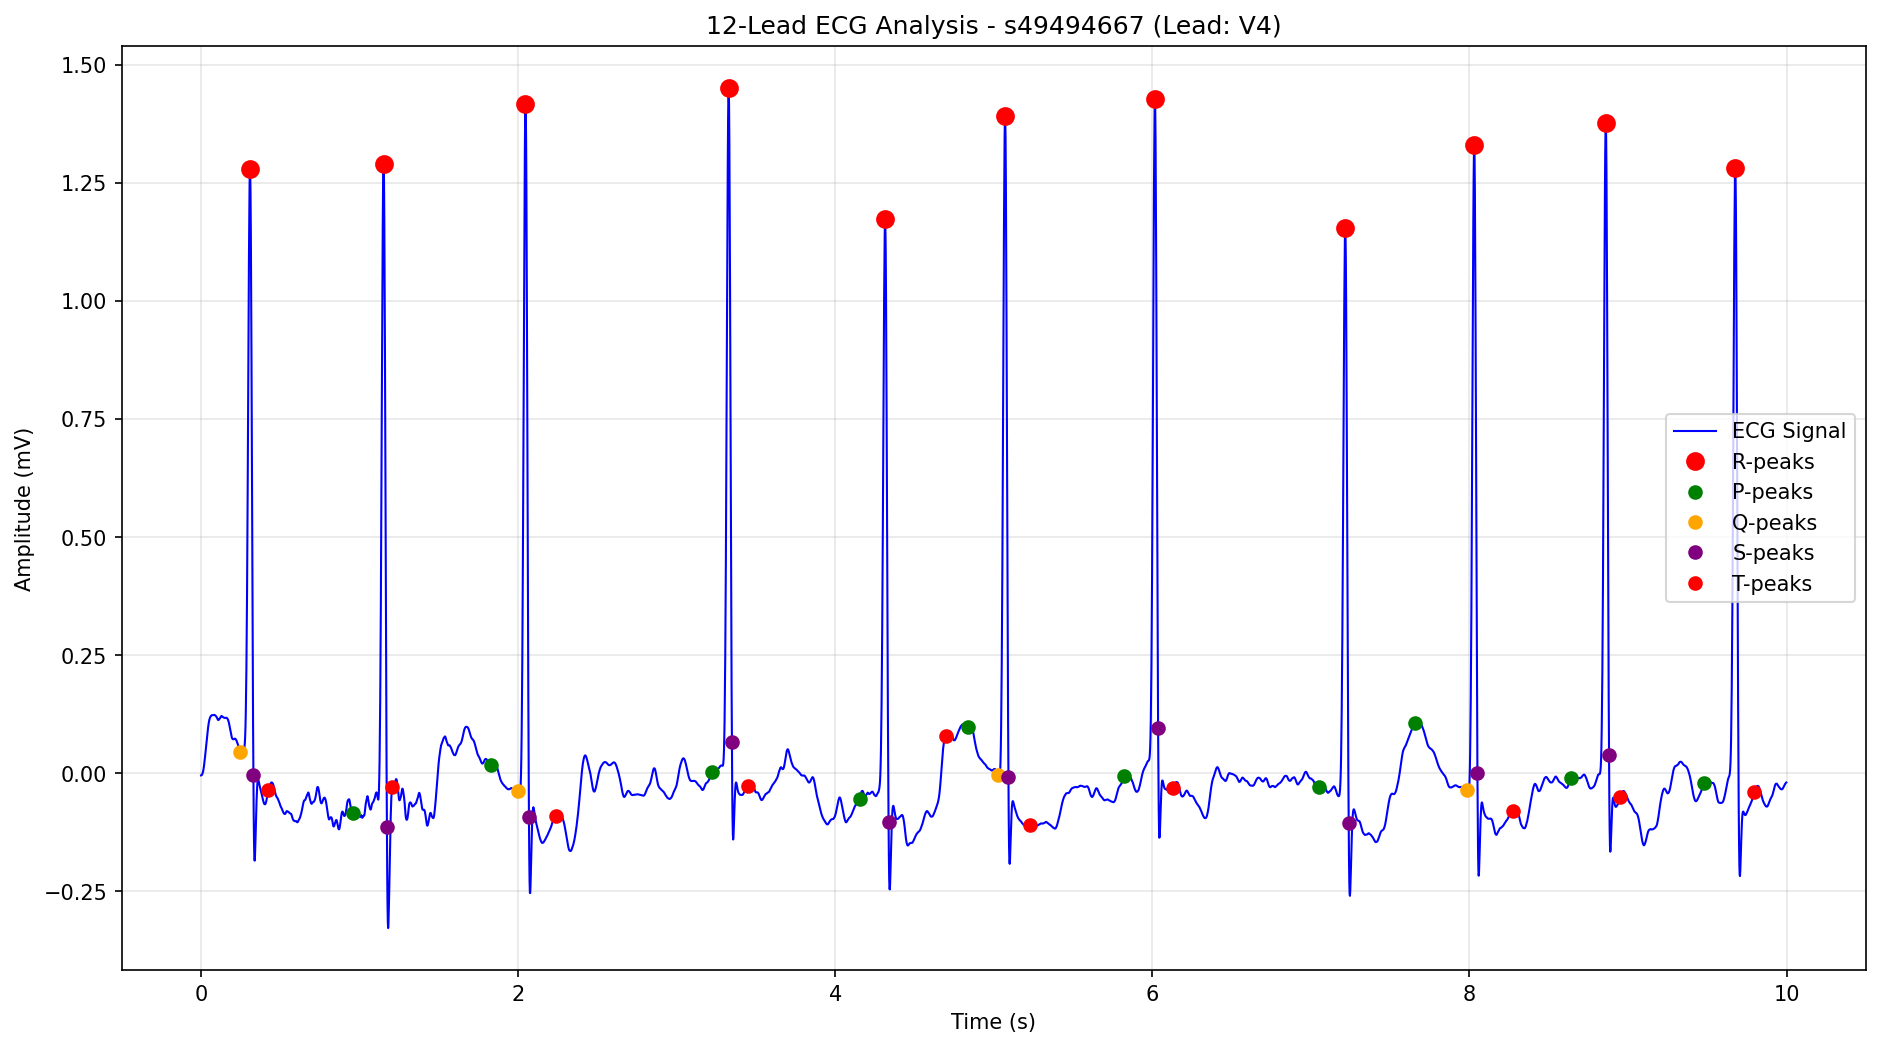 12-Lead ECG Analysis - s49494667 (Lead: V4)
1.50
1.25
1.00
0.75
0.50
0.25
0.00
−0.25
Amplitude (mV)
ECG Signal
R-peaks
P-peaks
Q-peaks
S-peaks
T-peaks
0 2 4 6 8 10
Time (s)